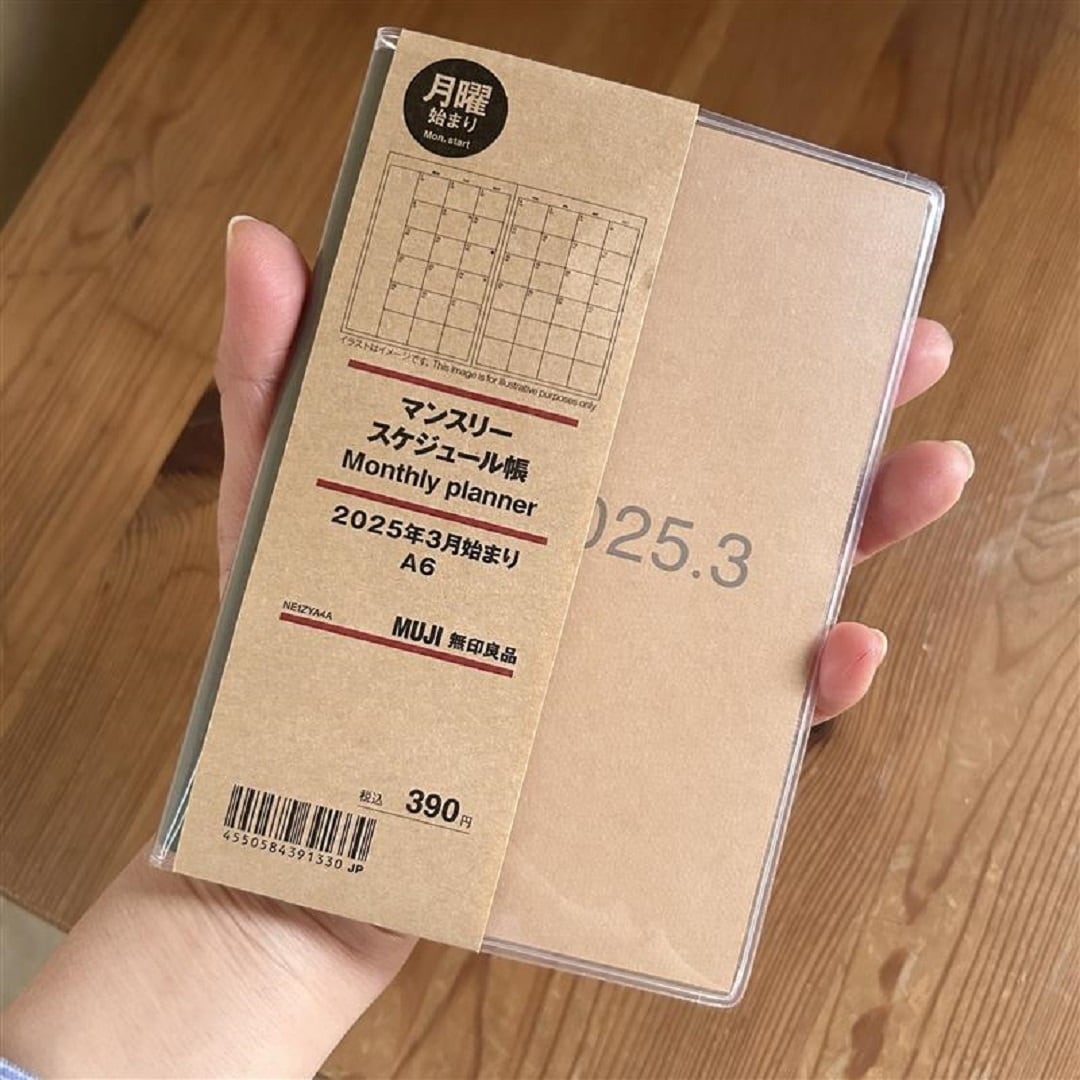 月曜
始まり
Mon. start
イラストはイメージです。This image is for illustrative purposes only
マンスリー
スケジュール帳
Monthly planner
2025年3月始まり
A6
NE1ZYA4A
MUJI 無印良品
税込 390円
4550584391330 JP
025.3